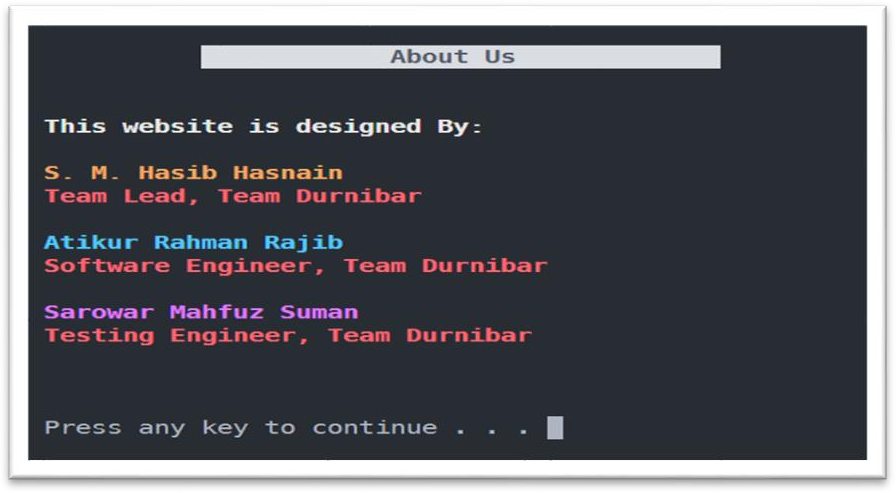 About Us
This website is designed By:
S. M. Hasib Hasnain
Team Lead, Team Durnibar
Atikur Rahman Rajib
Software Engineer, Team Durnibar
Sarowar Mahfuz Suman
Testing Engineer, Team Durnibar
Press any key to continue . . .